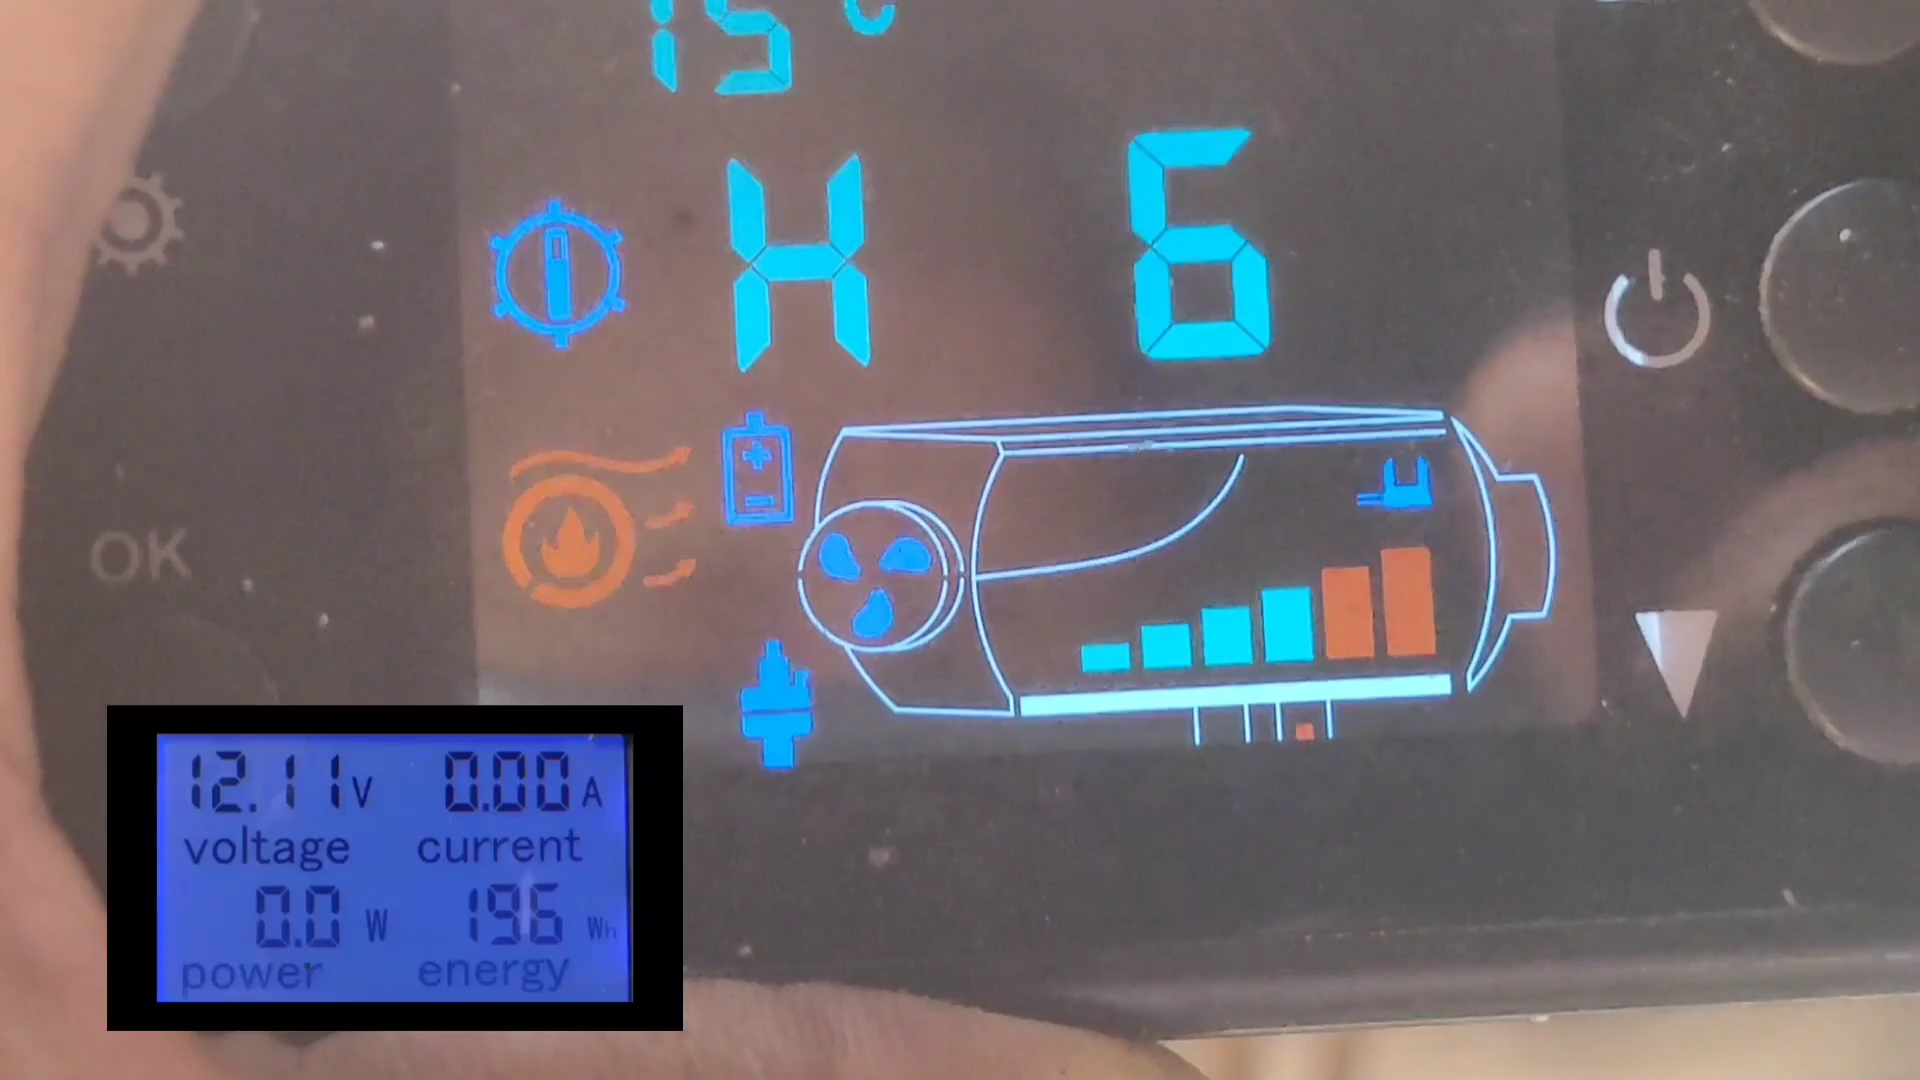 15 °C
H 6
OK
12.11 V 0.00 A
voltage current
0.0 W 196 Wh
power energy